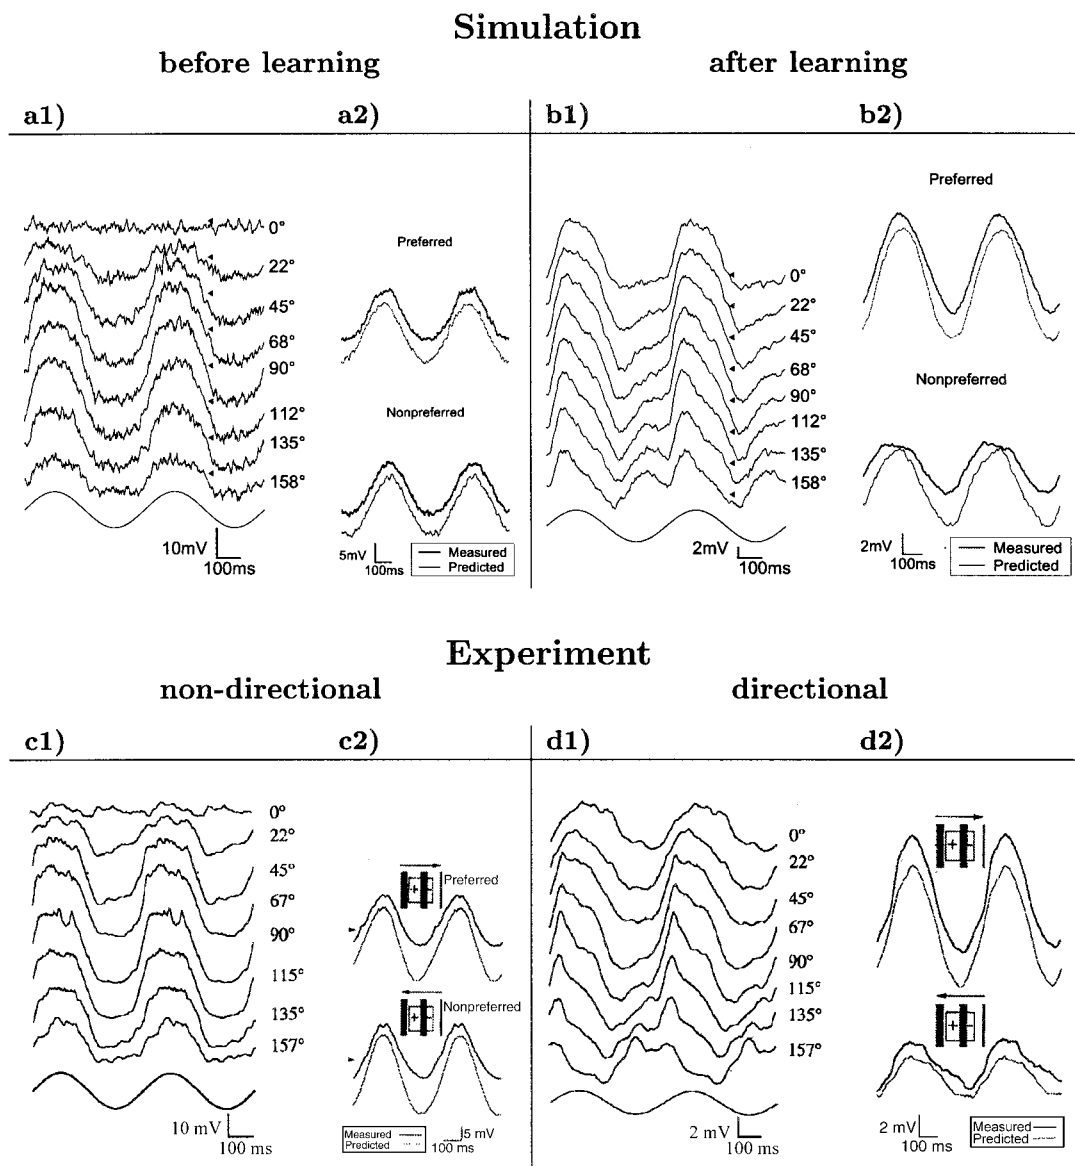 Simulation
before learning
after learning
a1)
a2)
b1)
b2)
0°
22°
45°
68°
90°
112°
135°
158°
10mV
100ms
Preferred
Nonpreferred
5mV
100ms
Measured
Predicted
0°
22°
45°
68°
90°
112°
135°
158°
2mV
100ms
Preferred
Nonpreferred
2mV
100ms
Measured
Predicted
Experiment
non-directional
directional
c1)
c2)
d1)
d2)
0°
22°
45°
67°
90°
115°
135°
157°
10 mV
100 ms
Preferred
+
Nonpreferred
+
Measured
Predicted
5 mV
100 ms
0°
22°
45°
67°
90°
115°
135°
157°
2 mV
100 ms
+
+
2 mV
100 ms
Measured
Predicted